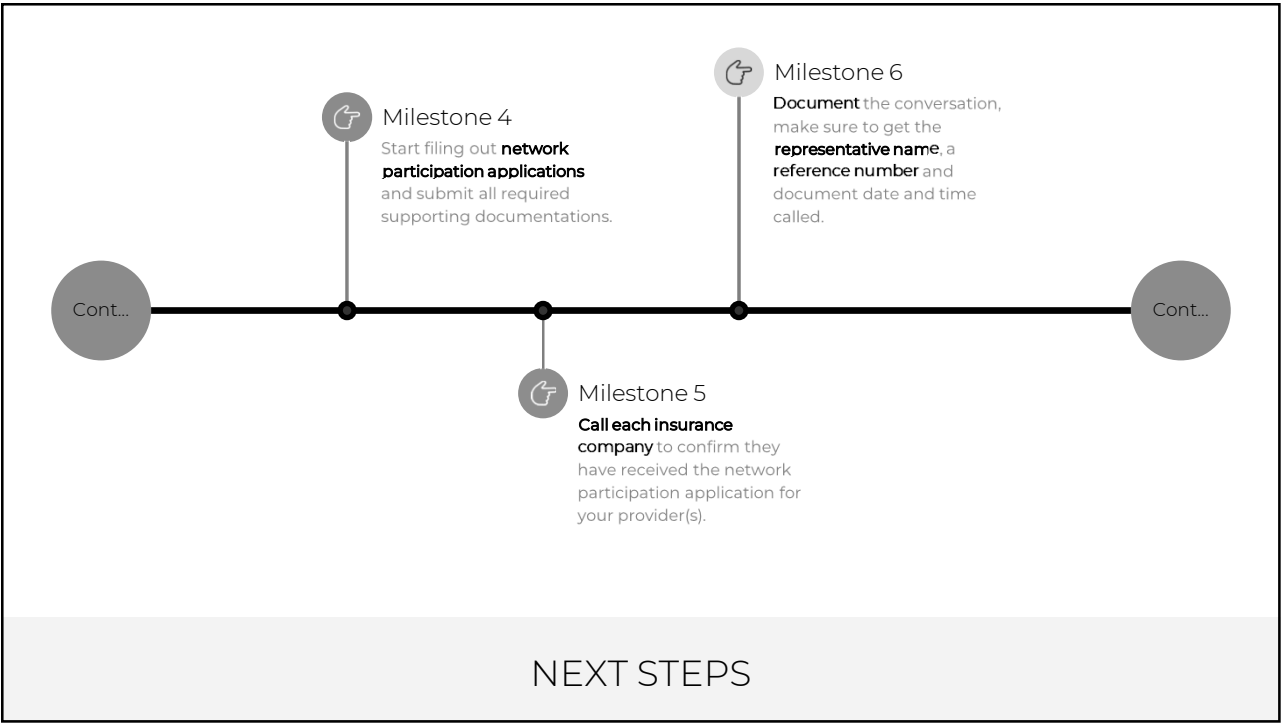 Milestone 4
Start filing out network
participation applications
and submit all required
supporting documentations.
Milestone 6
Document the conversation,
make sure to get the
representative name, a
reference number and
document date and time
called.
Cont...
Cont...
Milestone 5
Call each insurance
company to confirm they
have received the network
participation application for
your provider(s).
NEXT STEPS